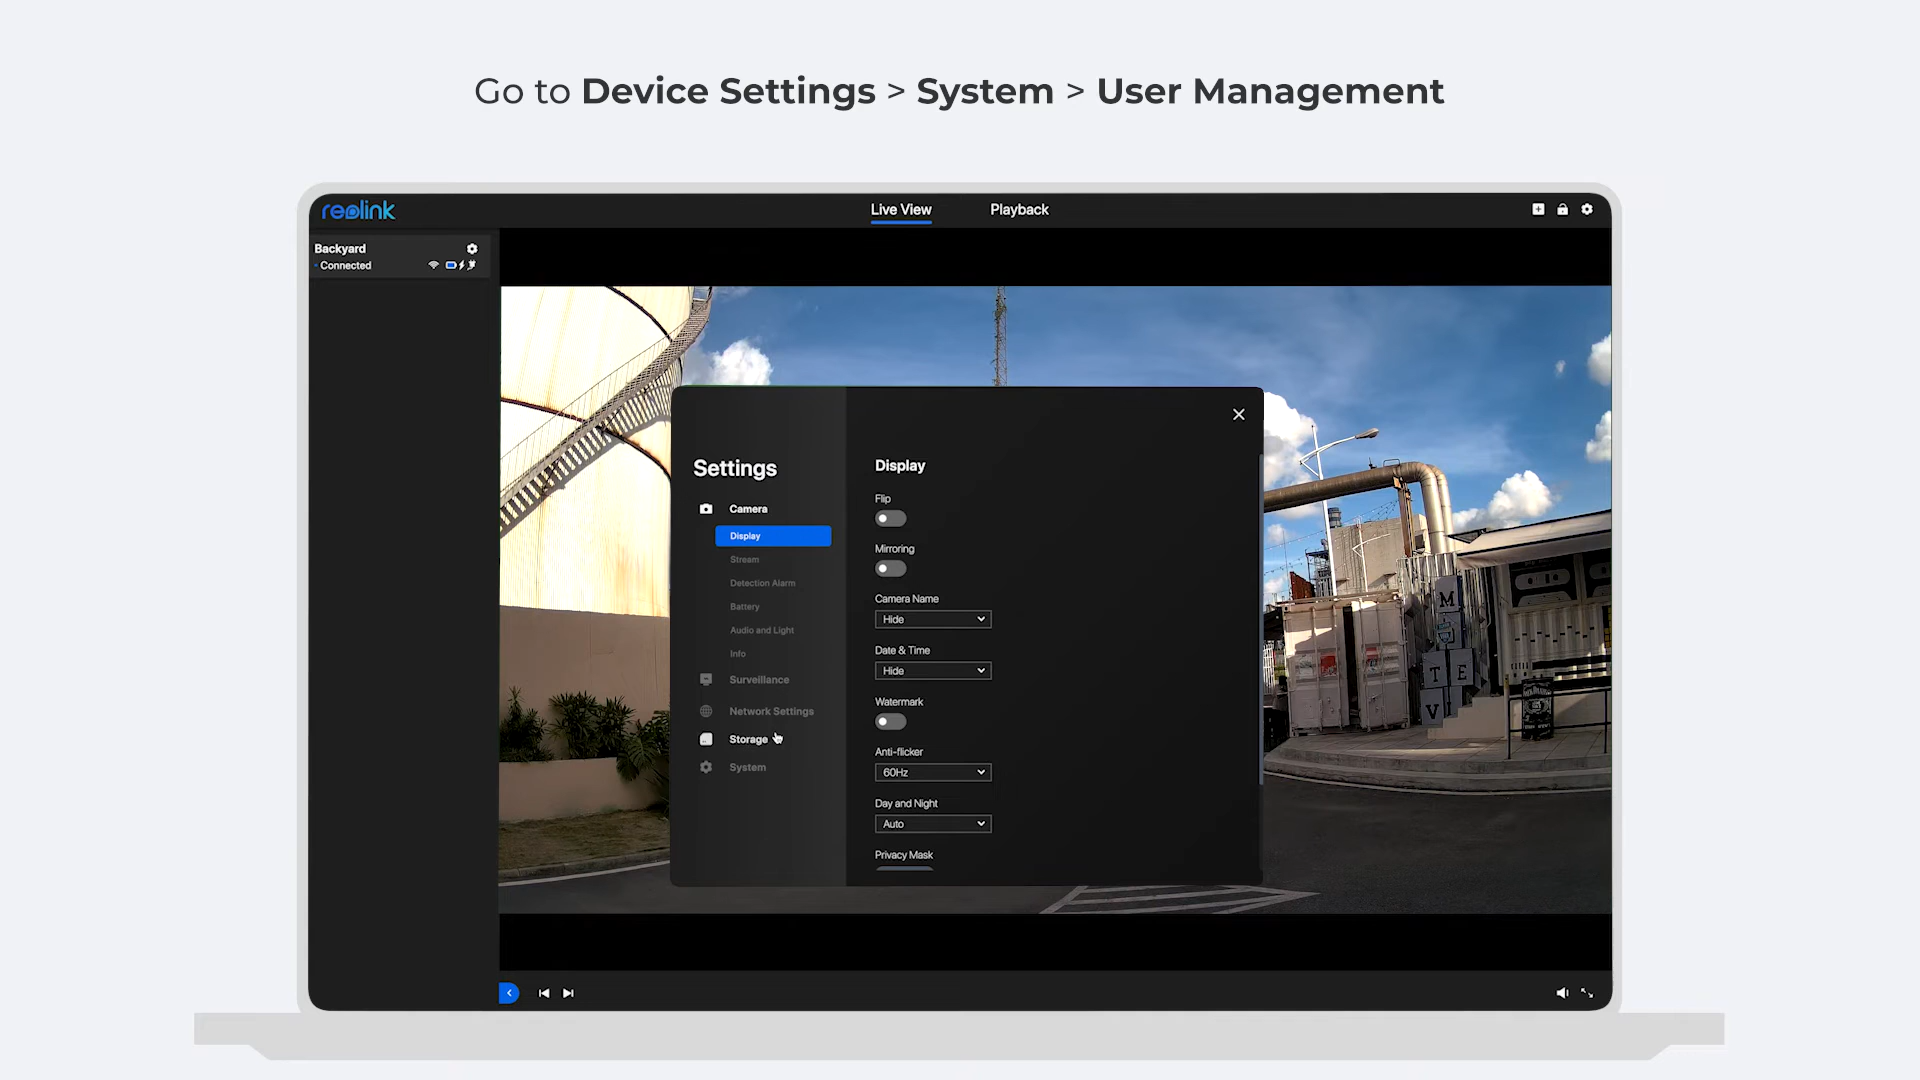 Go to Device Settings > System > User Management
reolink
Live View
Playback
Backyard
Connected
Settings
Camera
Display
Stream
Detection Alarm
Battery
Audio and Light
Info
Surveillance
Network Settings
Storage
System
Display
Flip
Mirroring
Camera Name
Hide
Date & Time
Hide
Watermark
Anti-flicker
60Hz
Day and Night
Auto
Privacy Mask
M
T E
V